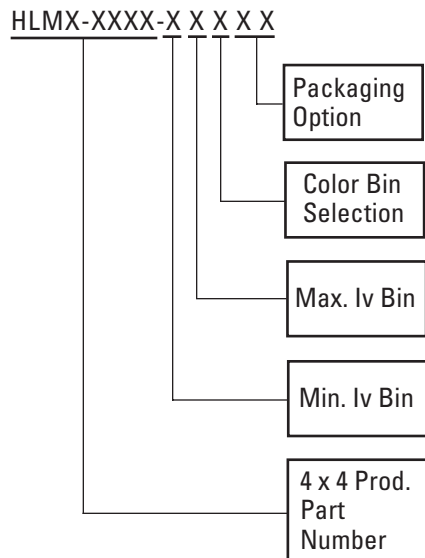 HLMX-XXXX-X X X X X
Packaging
Option
Color Bin
Selection
Max. Iv Bin
Min. Iv Bin
4 x 4 Prod.
Part
Number